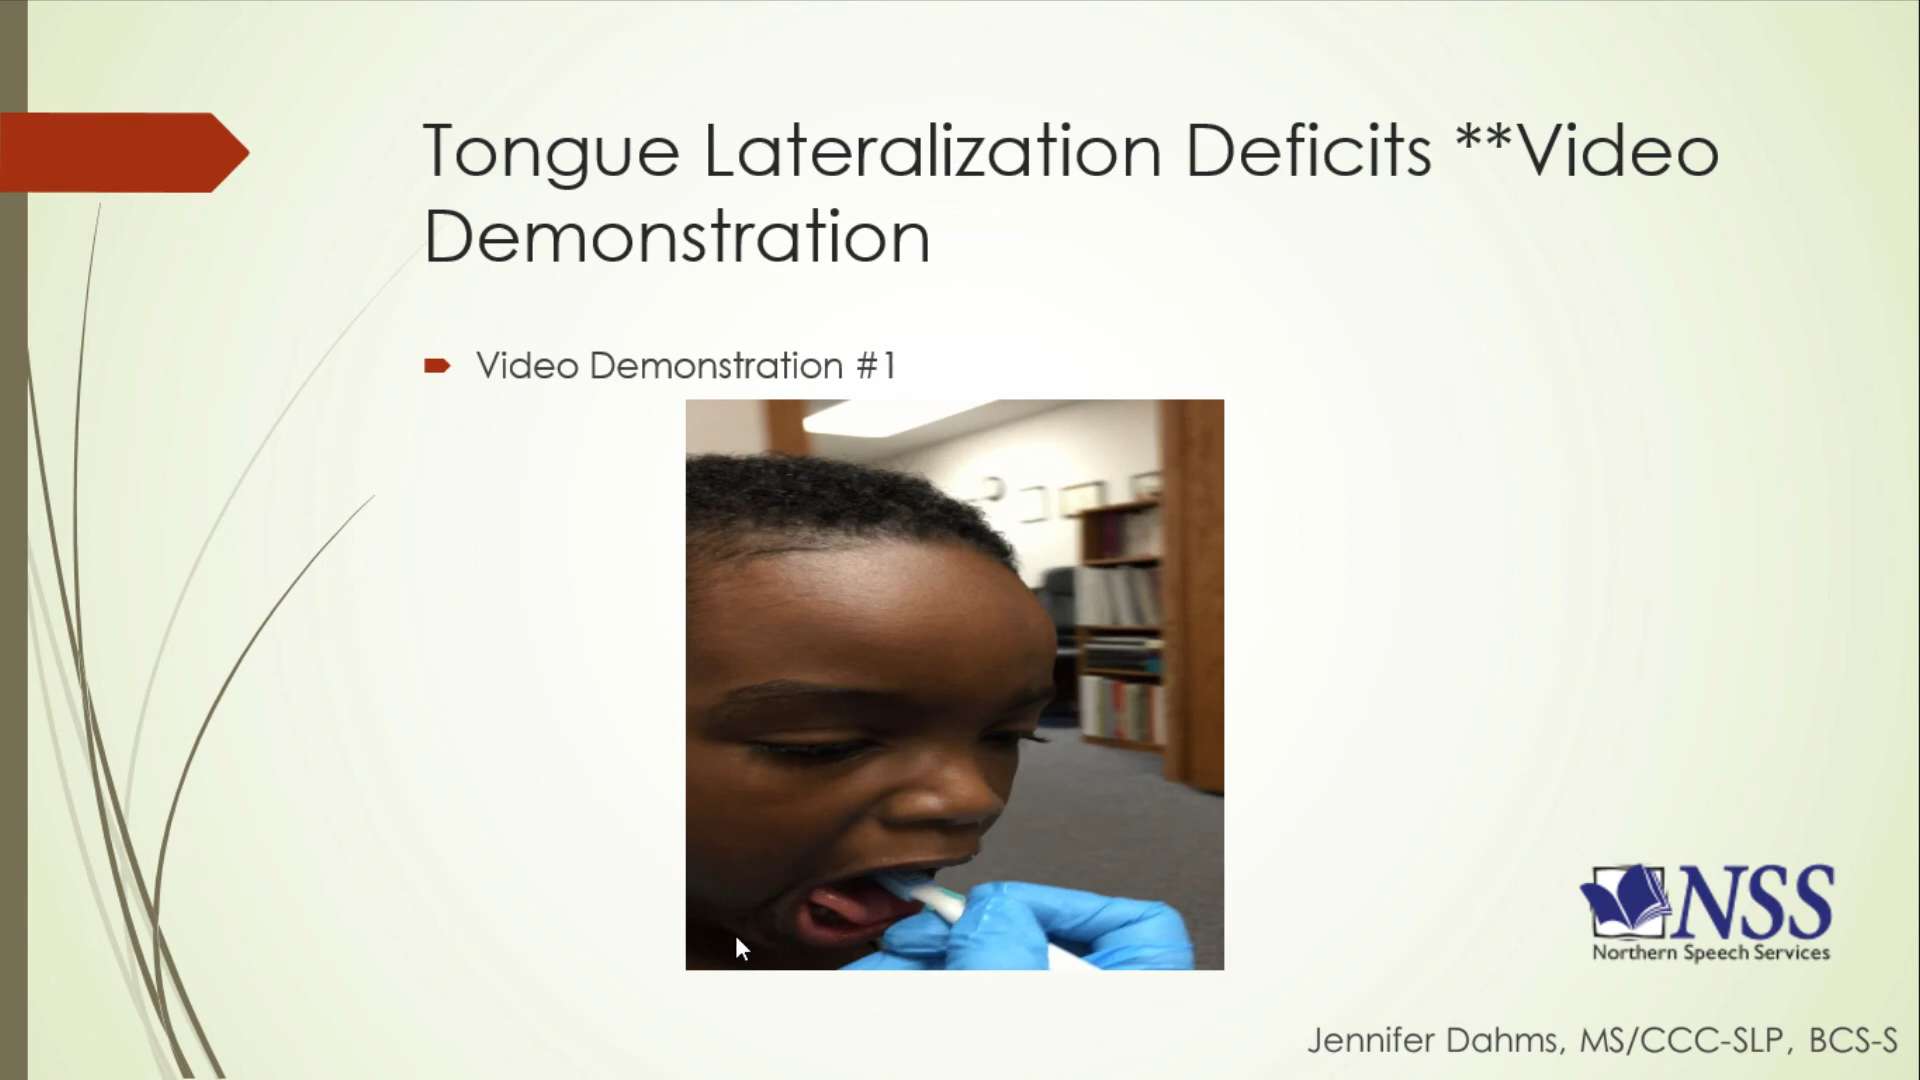 Tongue Lateralization Deficits **Video
Demonstration
Video Demonstration #1
NSS
Northern Speech Services
Jennifer Dahms, MS/CCC-SLP, BCS-S